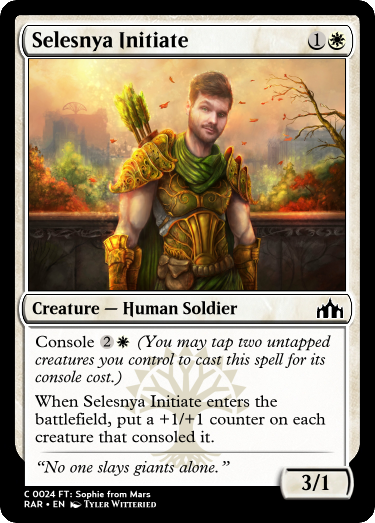 Selesnya Initiate 1
Creature — Human Soldier
Console 2 (You may tap two untapped
creatures you control to cast this spell for its
console cost.)
When Selesnya Initiate enters the
battlefield, put a +1/+1 counter on each
creature that consoled it.
“No one slays giants alone.”
3/1
C 0024 FT: Sophie from Mars
RAR • EN Tyler Witteried